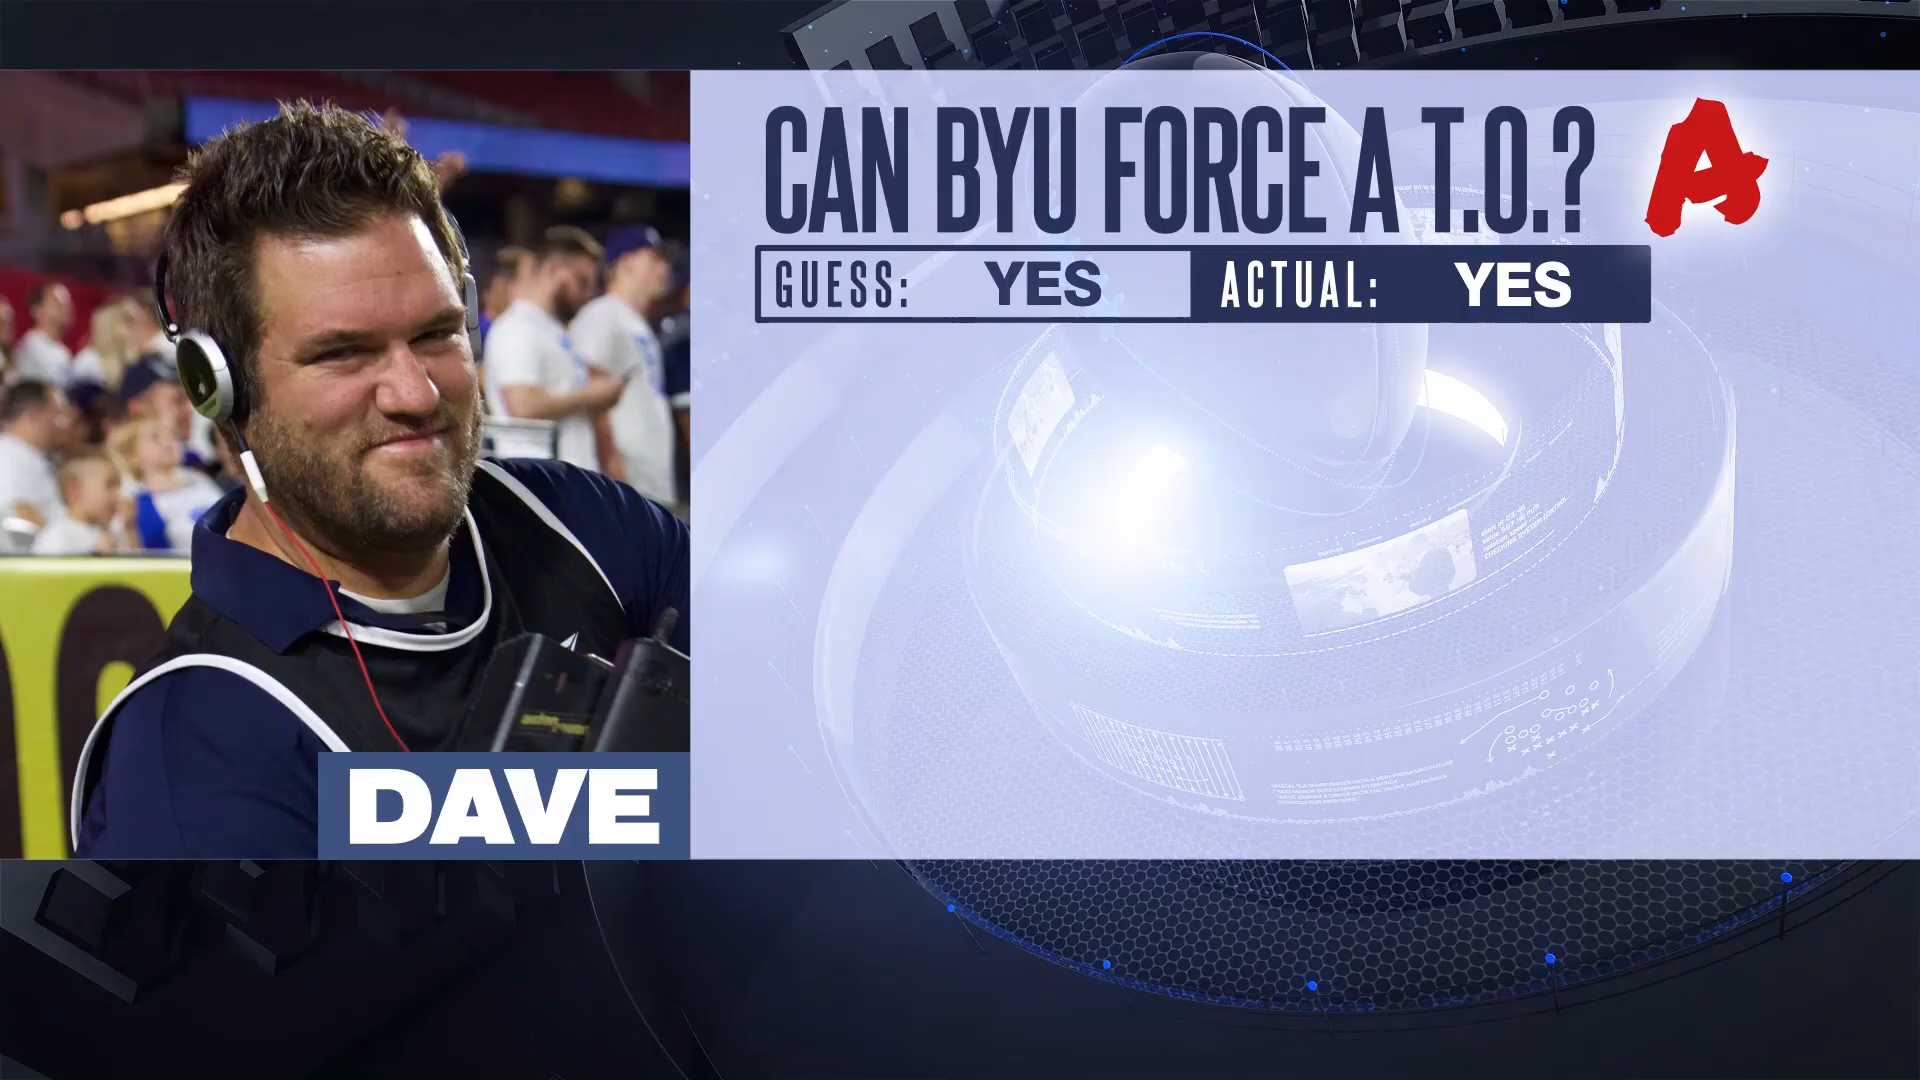 CAN BYU FORCE A T.O.? A
GUESS: YES ACTUAL: YES
DAVE